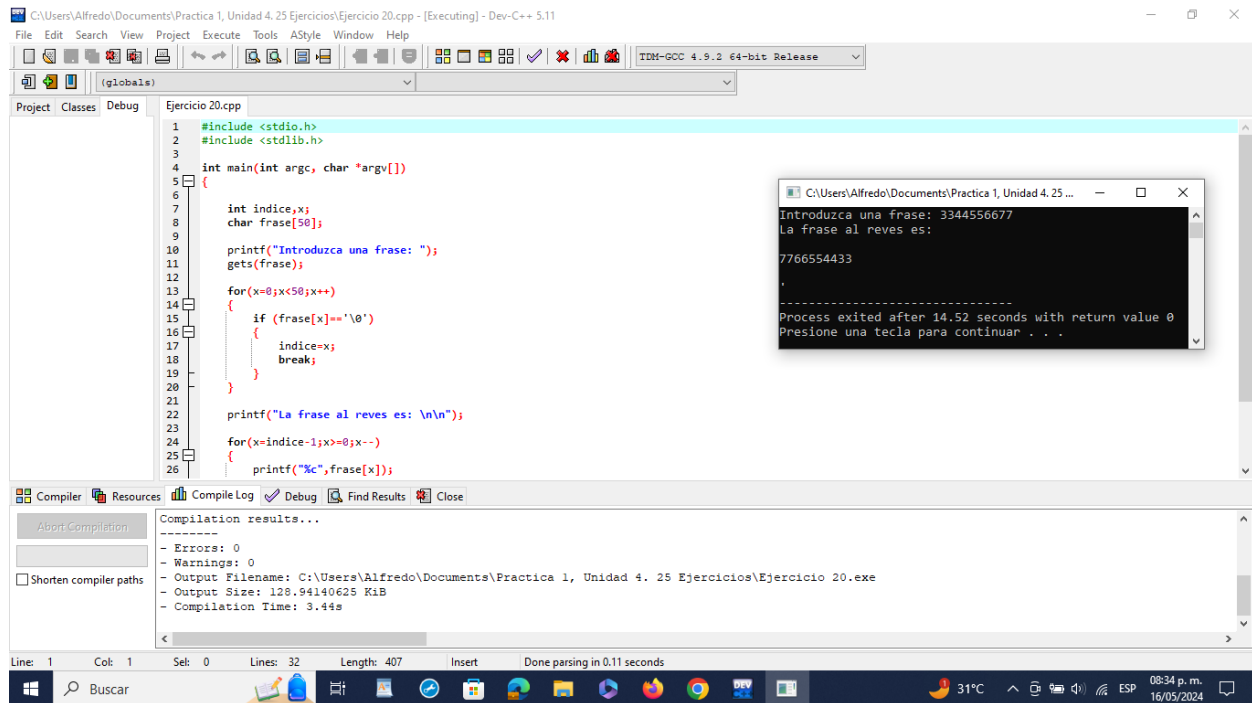 C:\Users\Alfredo\Documents\Practica 1, Unidad 4. 25 Ejercicios\Ejercicio 20.cpp - [Executing] - Dev-C++ 5.11
File Edit Search View Project Execute Tools AStyle Window Help
TDM-GCC 4.9.2 64-bit Release
(globals)
Project Classes Debug
Ejercicio 20.cpp
1 #include <stdio.h>
2 #include <stdlib.h>
3
4 int main(int argc, char *argv[])
5 {
6
7 int indice,x;
8 char frase[50];
9
10 printf("Introduzca una frase: ");
11 gets(frase);
12
13 for(x=0;x<50;x++)
14 {
15 if (frase[x]=='\0')
16 {
17 indice=x;
18 break;
19 }
20 }
21
22 printf("La frase al reves es: \n\n");
23
24 for(x=indice-1;x>=0;x--)
25 {
26 printf("%c",frase[x]);
C:\Users\Alfredo\Documents\Practica 1, Unidad 4. 25 ...
Introduzca una frase: 3344556677
La frase al reves es:
7766554433
'
--------------------------------
Process exited after 14.52 seconds with return value 0
Presione una tecla para continuar . . .
Compiler Resources Compile Log Debug Find Results Close
Abort Compilation
Shorten compiler paths
Compilation results...
--------
- Errors: 0
- Warnings: 0
- Output Filename: C:\Users\Alfredo\Documents\Practica 1, Unidad 4. 25 Ejercicios\Ejercicio 20.exe
- Output Size: 128.94140625 KiB
- Compilation Time: 3.44s
Line: 1 Col: 1 Sel: 0 Lines: 32 Length: 407 Insert Done parsing in 0.11 seconds
Buscar
DEV
31°C
ESP
08:34 p. m.
16/05/2024